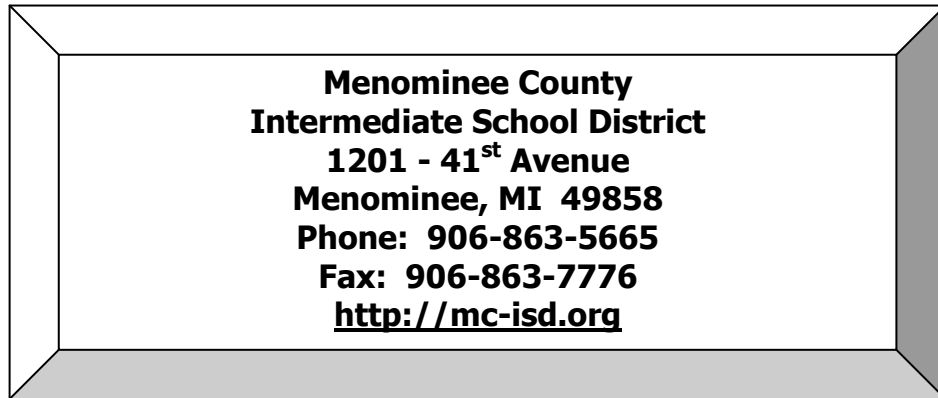 Menominee County
Intermediate School District
1201 - 41st Avenue
Menominee, MI  49858
Phone:  906-863-5665
Fax:  906-863-7776
http://mc-isd.org